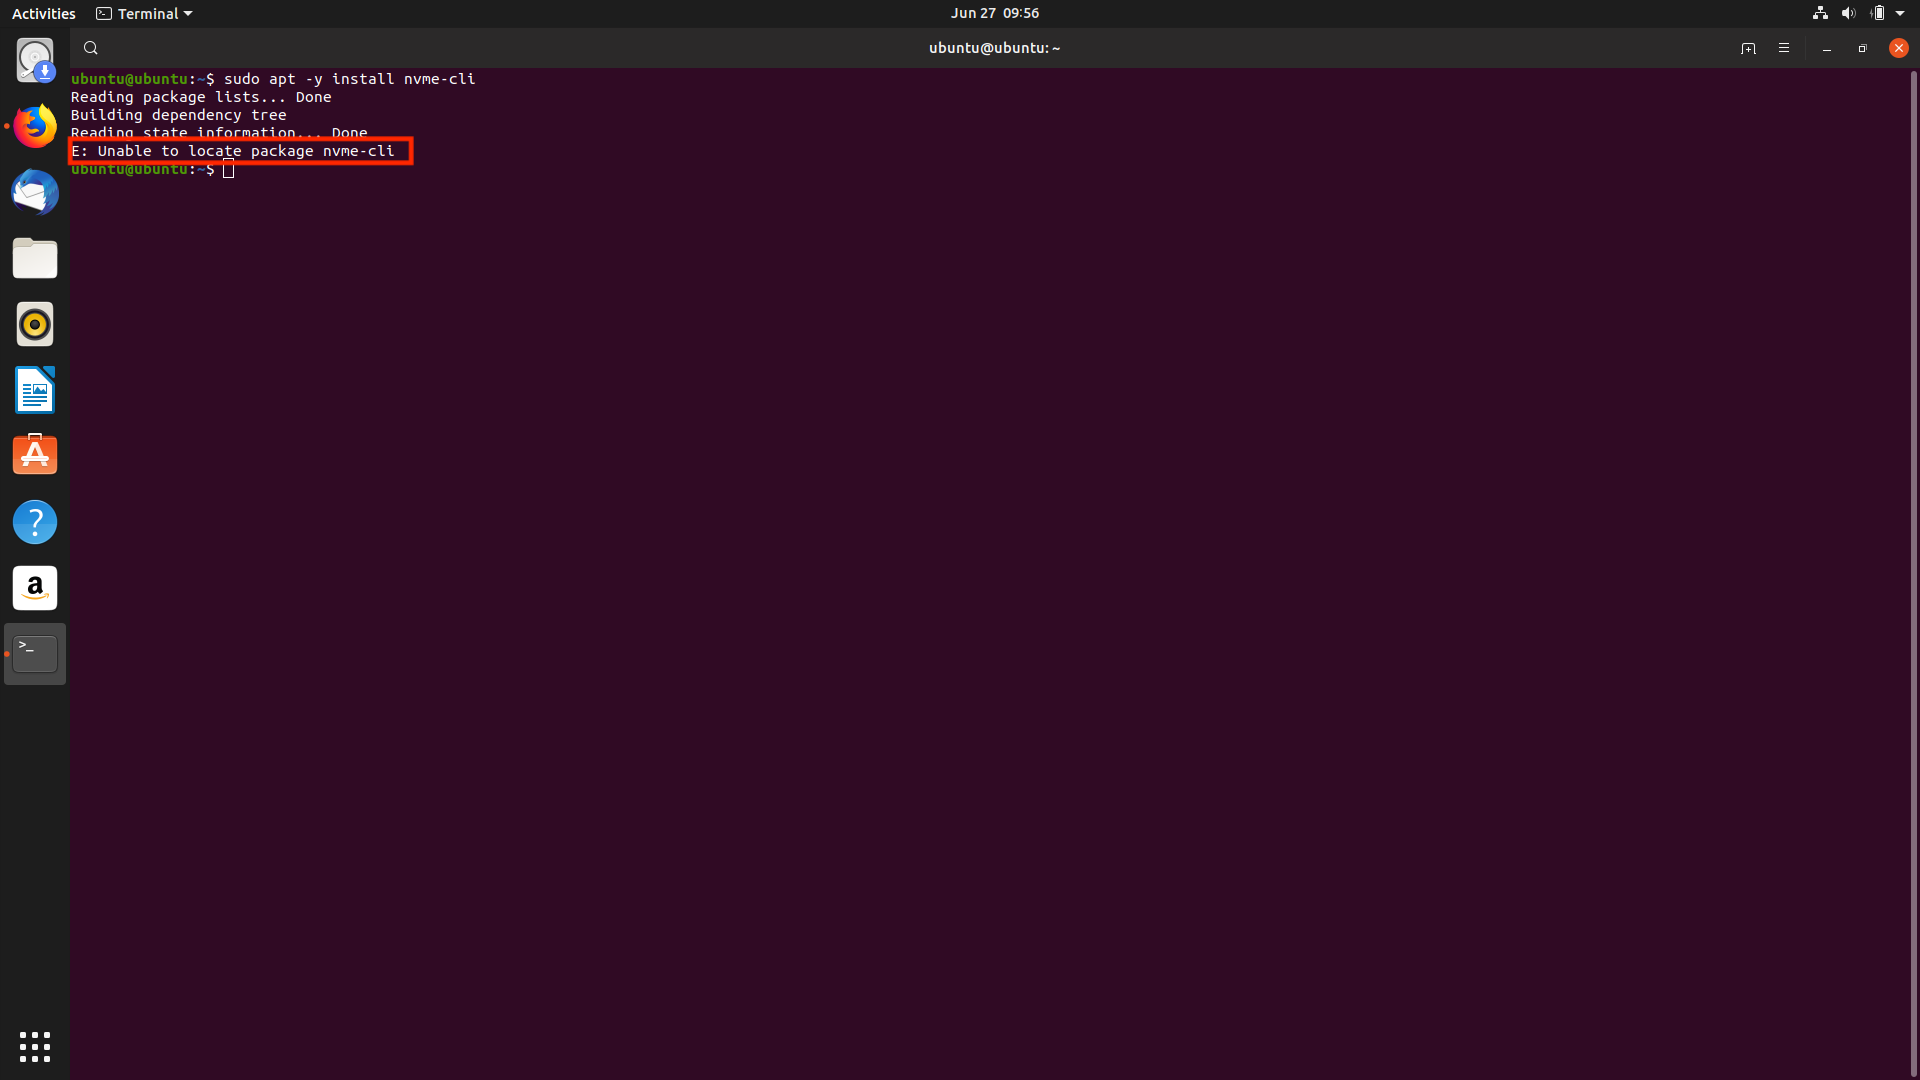 Activities Terminal Jun 27 09:56
ubuntu@ubuntu: ~
ubuntu@ubuntu:~$ sudo apt -y install nvme-cli
Reading package lists... Done
Building dependency tree
Reading state information... Done
E: Unable to locate package nvme-cli
ubuntu@ubuntu:~$
?
a
>_